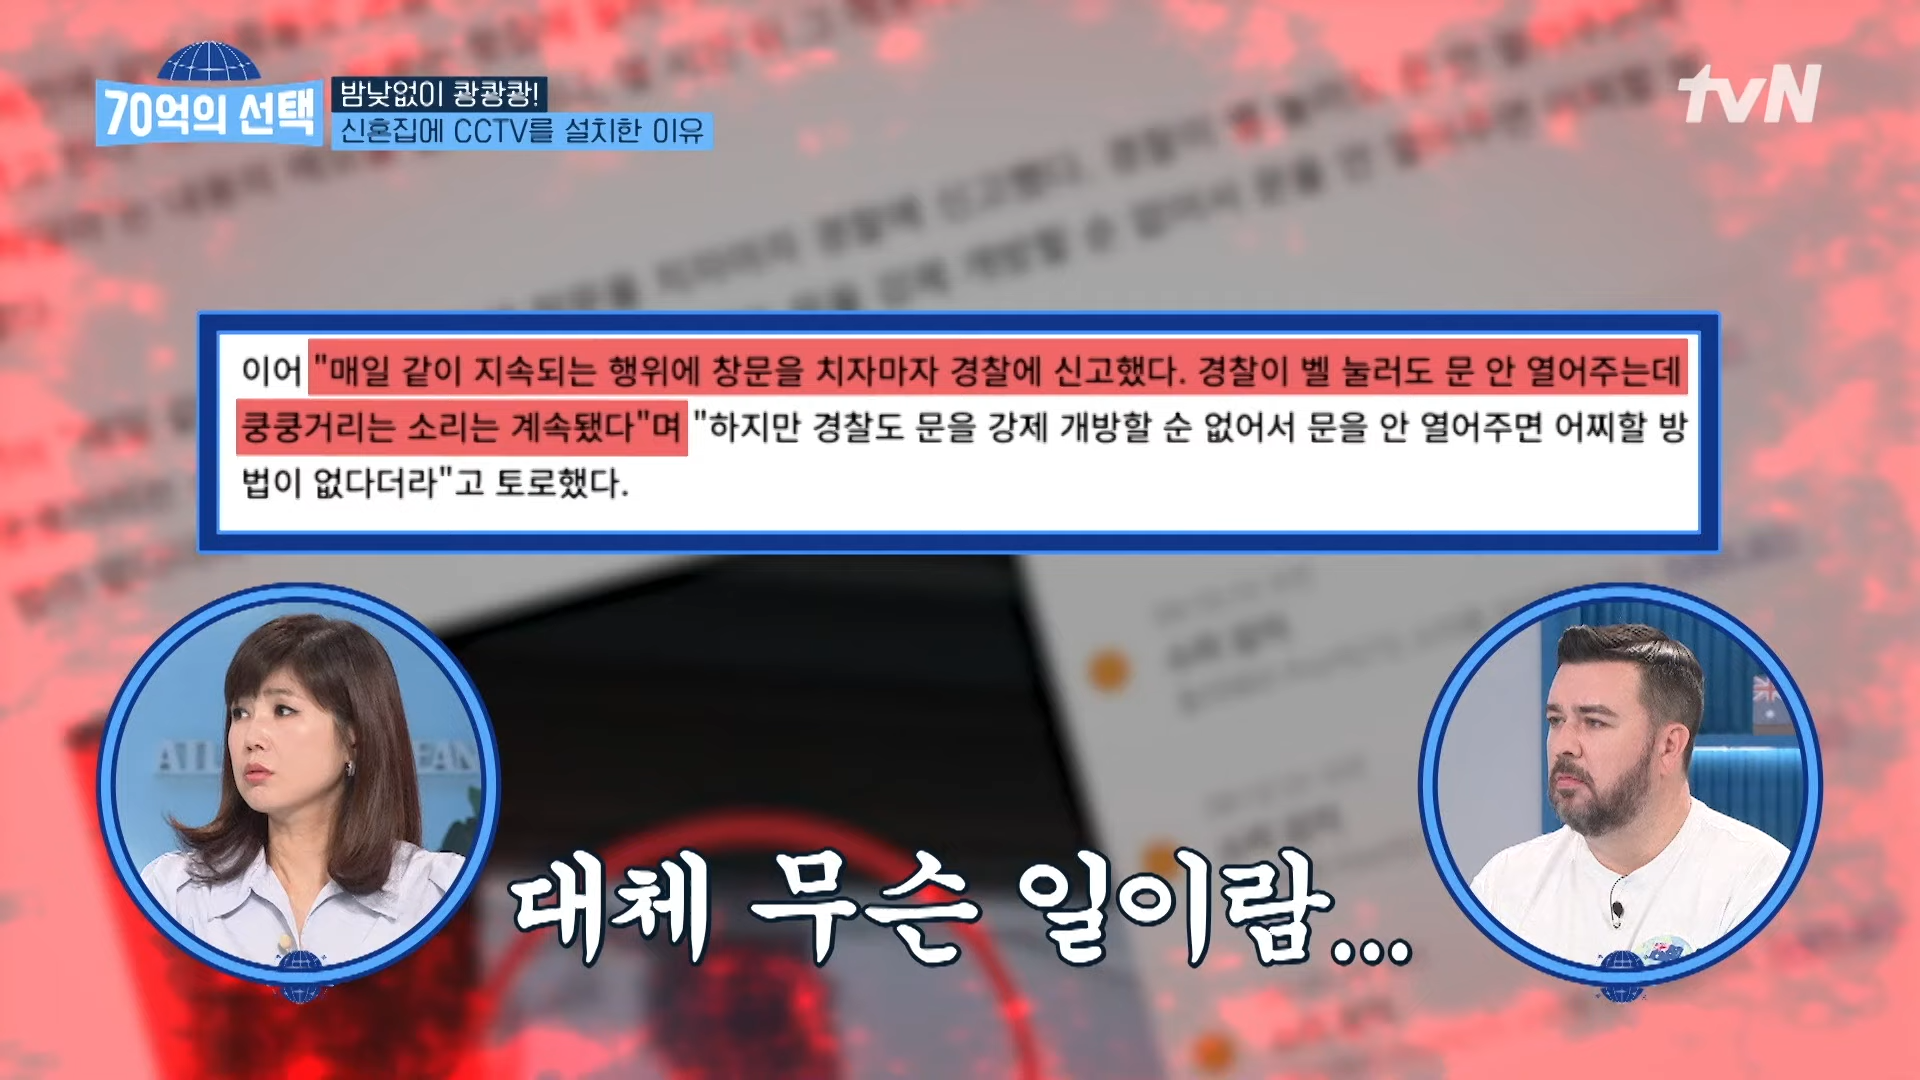 70억의 선택
밤낮없이 쾅쾅쾅!
신혼집에 CCTV를 설치한 이유
tvN
이어 "매일 같이 지속되는 행위에 창문을 치자마자 경찰에 신고했다. 경찰이 벨 눌러도 문 안 열어주는데
쿵쿵거리는 소리는 계속됐다"며 "하지만 경찰도 문을 강제 개방할 순 없어서 문을 안 열어주면 어찌할 방
법이 없다더라"고 토로했다.
대체 무슨 일이람...